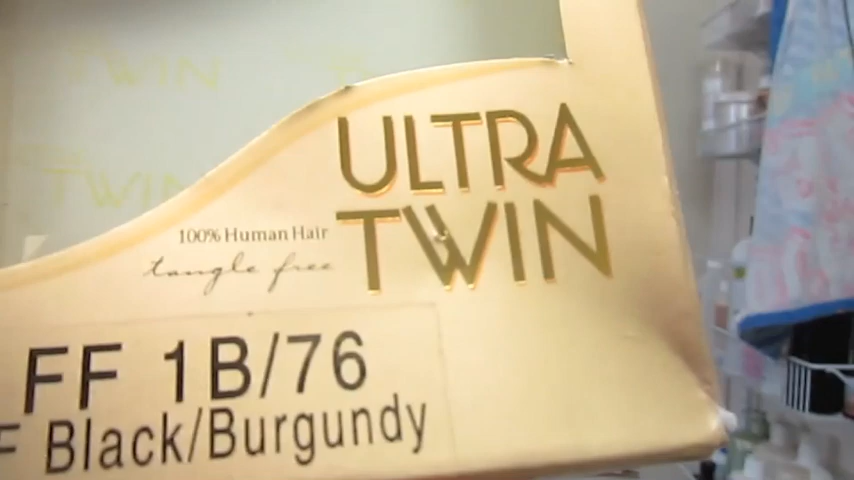 TWIN
TWIN
ULTRA
TWIN
100% Human Hair
tangle free
FF 1B/76
F Black/Burgundy